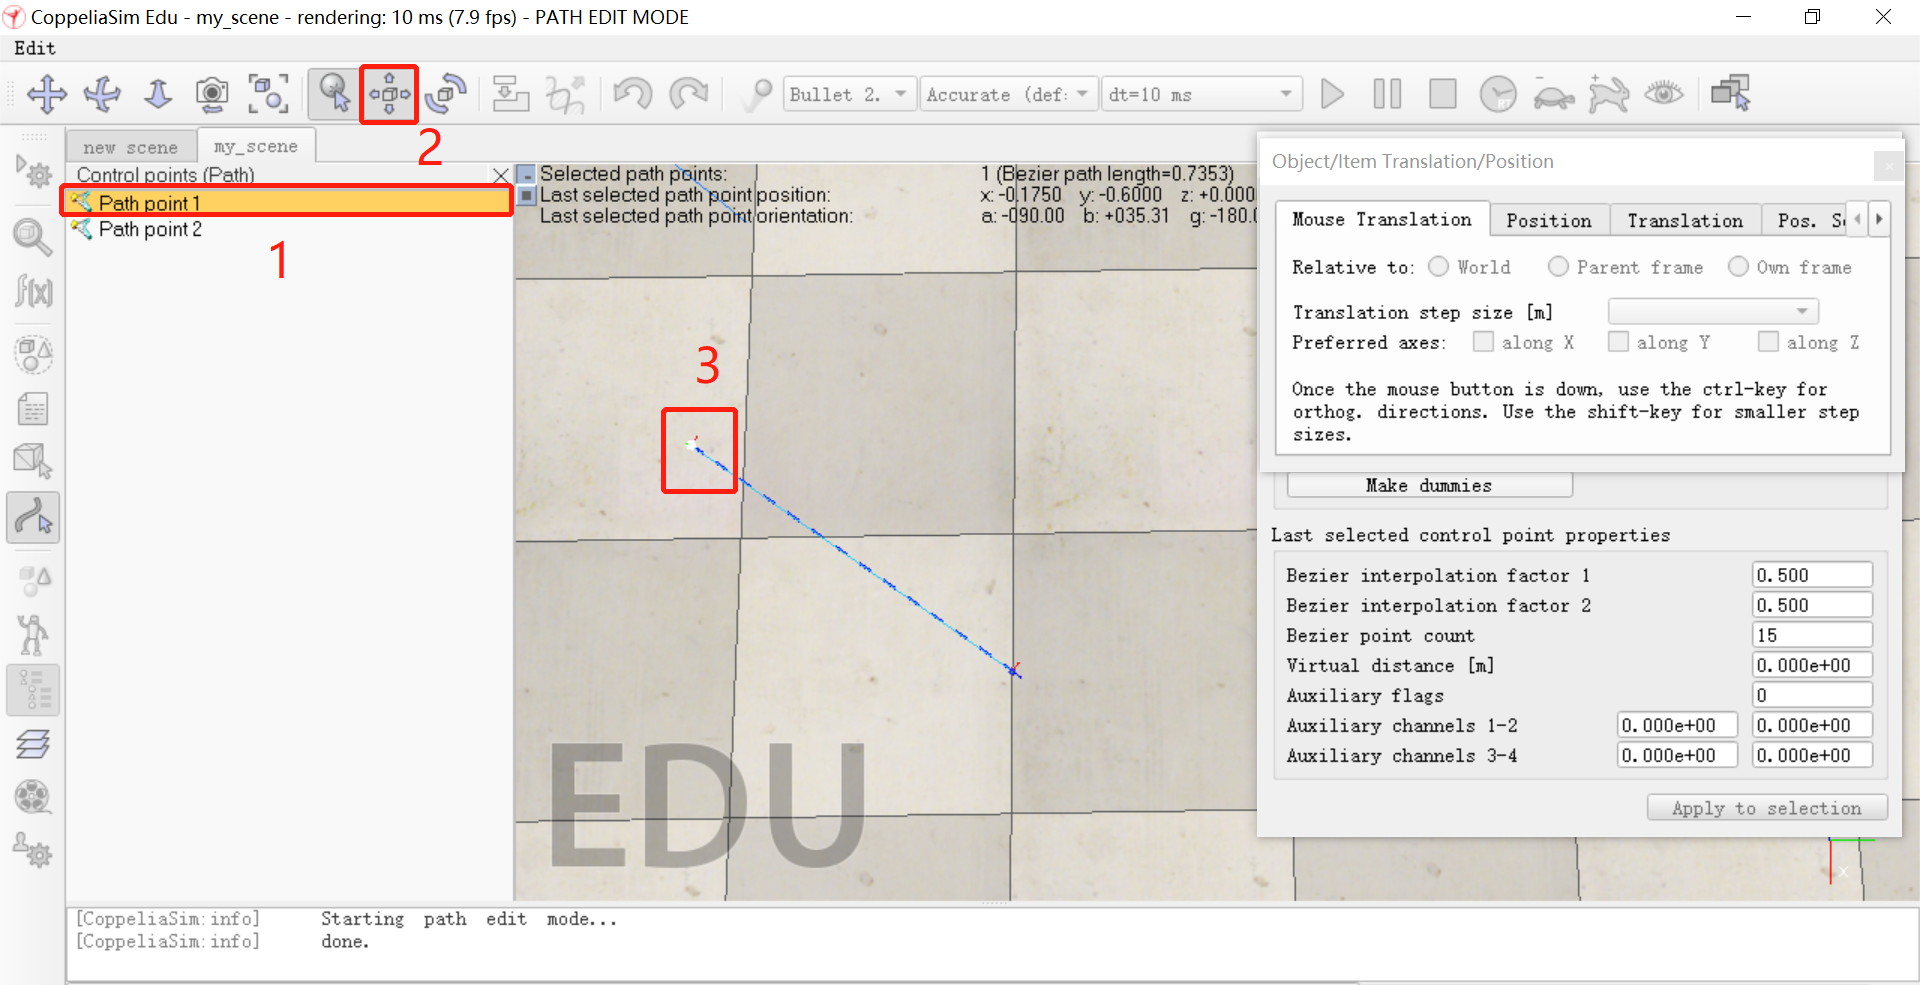 CoppeliaSim Edu - my_scene - rendering: 10 ms (7.9 fps) - PATH EDIT MODE
Edit
Bullet 2.
Accurate (def:
dt=10 ms
RT
2
new scene
my_scene
Control points (Path)
Path point 1
Path point 2
1
Selected path points: 1 (Bezier path length=0.7353)
Last selected path point position: x: -0.1750 y: -0.6000 z: +0.000
Last selected path point orientation: a: -090.00 b: +035.31 g: -180.0
3
EDU
Object/Item Translation/Position
Mouse Translation
Position
Translation
Pos. S
Relative to: World Parent frame Own frame
Translation step size [m]
Preferred axes: along X along Y along Z
Once the mouse button is down, use the ctrl-key for
orthog. directions. Use the shift-key for smaller step
sizes.
Make dummies
Last selected control point properties
Bezier interpolation factor 1 0.500
Bezier interpolation factor 2 0.500
Bezier point count 15
Virtual distance [m] 0.000e+00
Auxiliary flags 0
Auxiliary channels 1-2 0.000e+00 0.000e+00
Auxiliary channels 3-4 0.000e+00 0.000e+00
Apply to selection
X
[CoppeliaSim:info] Starting path edit mode...
[CoppeliaSim:info] done.
f(x)